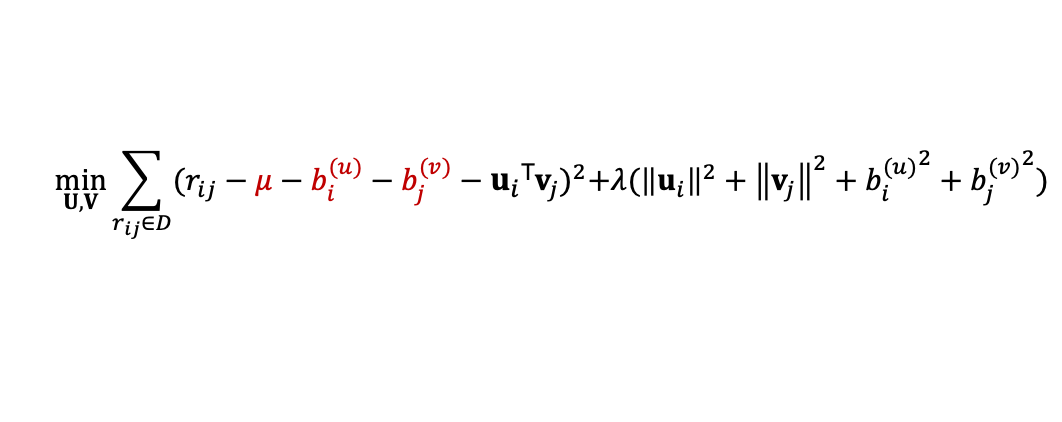 min_{𝐔,𝐕} ∑_{r_{ij}∈D} (r_{ij} − μ − b_i^{(u)} − b_j^{(v)} − 𝐮_i^⊤𝐯_j)^2+λ(‖𝐮_i‖^2 + ‖𝐯_j‖^2 + b_i^{(u)^2} + b_j^{(v)^2})